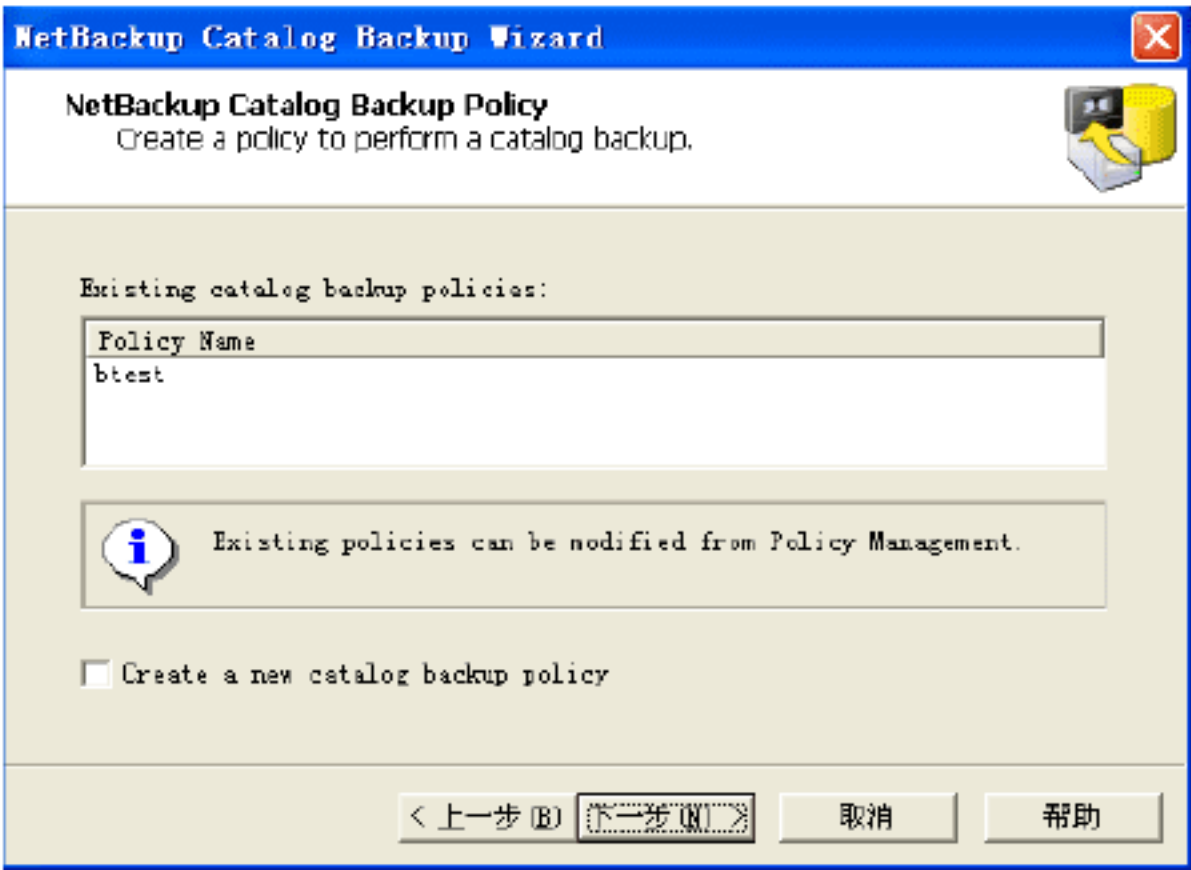 NetBackup Catalog Backup Wizard
NetBackup Catalog Backup Policy
Create a policy to perform a catalog backup.
Existing catalog backup policies:
Policy Name
btest
Existing policies can be modified from Policy Management.
Create a new catalog backup policy
< 上一步(B) 下一步(N) > 取消 帮助